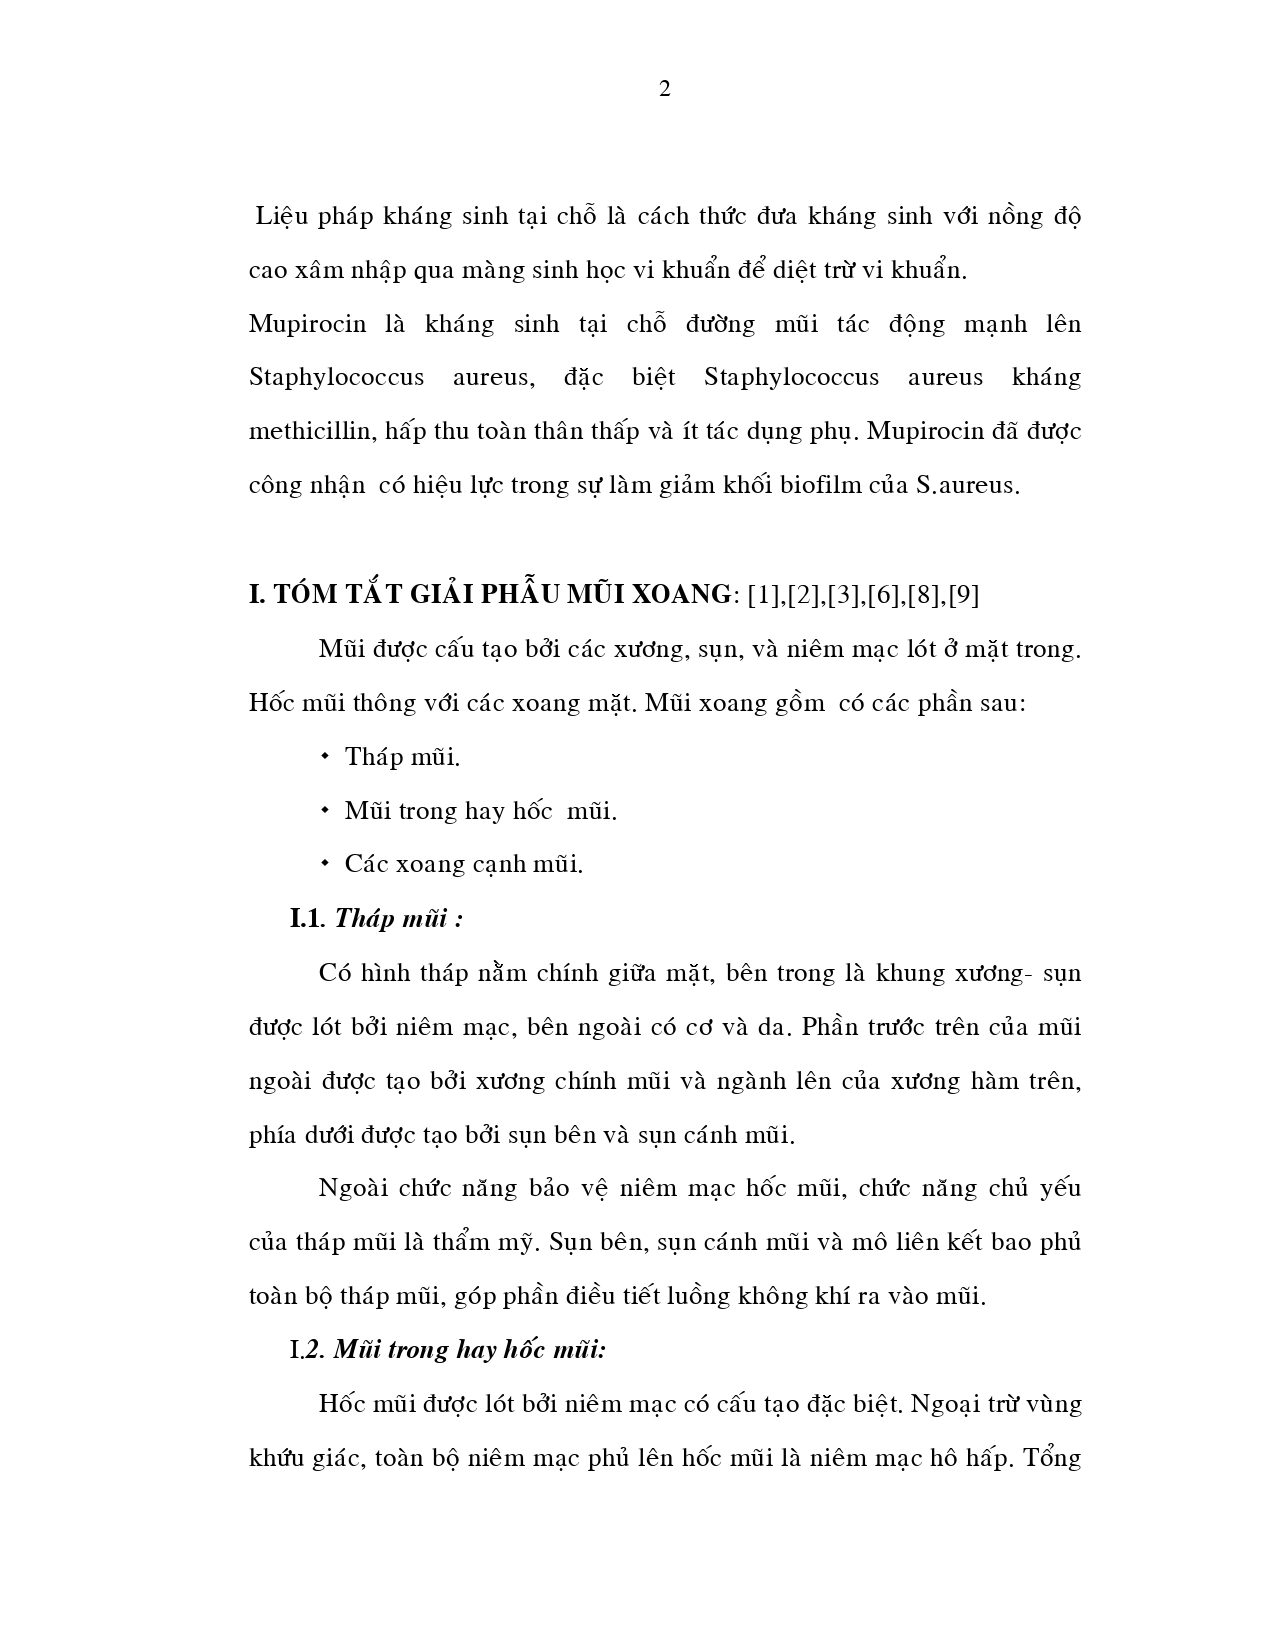 2
Liệu pháp kháng sinh tại chỗ là cách thức đưa kháng sinh với nồng độ
cao xâm nhập qua màng sinh học vi khuẩn để diệt trừ vi khuẩn.
Mupirocin là kháng sinh tại chỗ đường mũi tác động mạnh lên
Staphylococcus aureus, đặc biệt Staphylococcus aureus kháng
methicillin, hấp thu toàn thân thấp và ít tác dụng phụ. Mupirocin đã được
công nhận có hiệu lực trong sự làm giảm khối biofilm của S.aureus.
I. TÓM TẮT GIẢI PHẪU MŨI XOANG: [1],[2],[3],[6],[8],[9]
Mũi được cấu tạo bởi các xương, sụn, và niêm mạc lót ở mặt trong.
Hốc mũi thông với các xoang mặt. Mũi xoang gồm có các phần sau:
• Tháp mũi.
• Mũi trong hay hốc mũi.
• Các xoang cạnh mũi.
I.1. Tháp mũi :
Có hình tháp nằm chính giữa mặt, bên trong là khung xương- sụn
được lót bởi niêm mạc, bên ngoài có cơ và da. Phần trước trên của mũi
ngoài được tạo bởi xương chính mũi và ngành lên của xương hàm trên,
phía dưới được tạo bởi sụn bên và sụn cánh mũi.
Ngoài chức năng bảo vệ niêm mạc hốc mũi, chức năng chủ yếu
của tháp mũi là thẩm mỹ. Sụn bên, sụn cánh mũi và mô liên kết bao phủ
toàn bộ tháp mũi, góp phần điều tiết luồng không khí ra vào mũi.
I.2. Mũi trong hay hốc mũi:
Hốc mũi được lót bởi niêm mạc có cấu tạo đặc biệt. Ngoại trừ vùng
khứu giác, toàn bộ niêm mạc phủ lên hốc mũi là niêm mạc hô hấp. Tổng